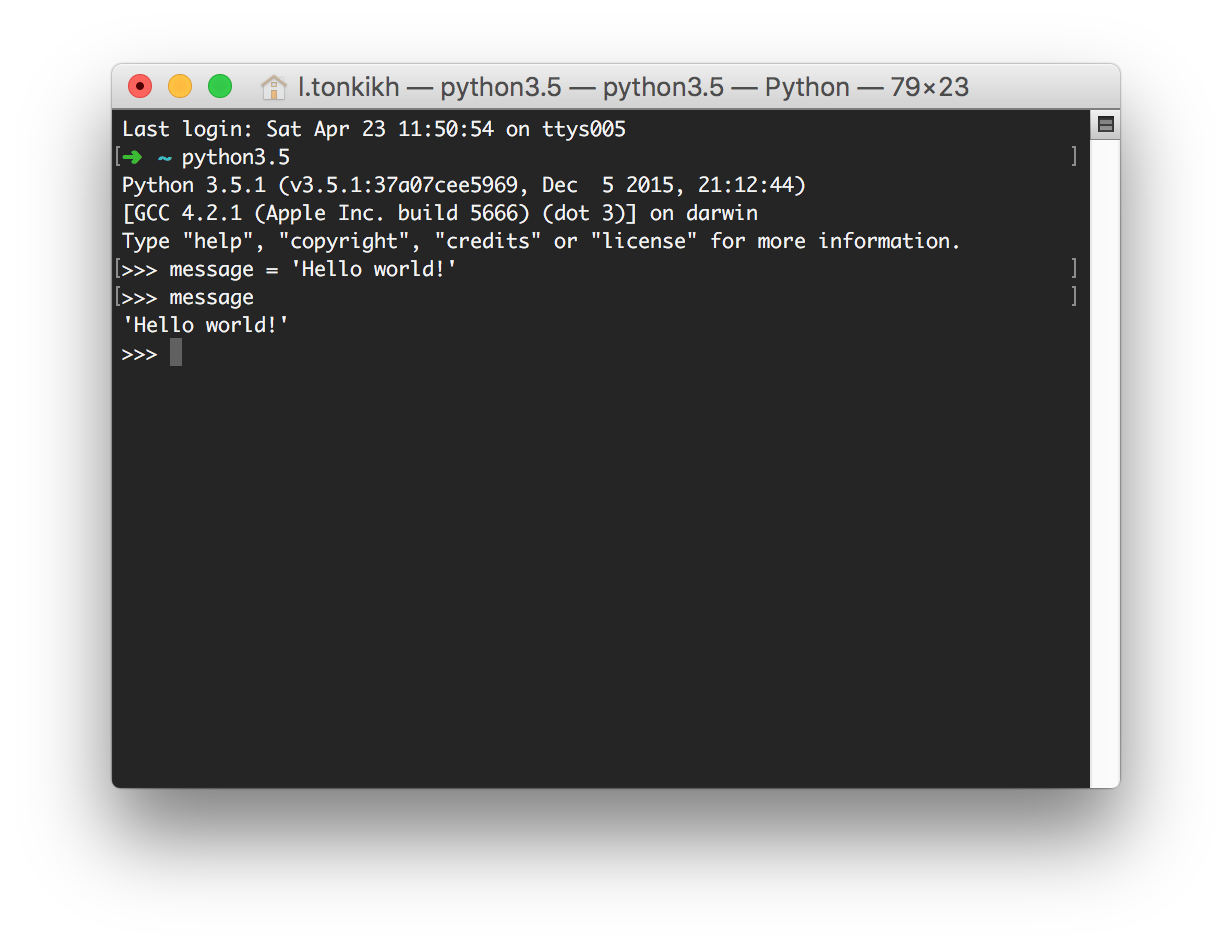 l.tonkikh — python3.5 — python3.5 — Python — 79×23
Last login: Sat Apr 23 11:50:54 on ttys005
[➜  ~ python3.5 ]
Python 3.5.1 (v3.5.1:37a07cee5969, Dec  5 2015, 21:12:44)
[GCC 4.2.1 (Apple Inc. build 5666) (dot 3)] on darwin
Type "help", "copyright", "credits" or "license" for more information.
[>>> message = 'Hello world!' ]
[>>> message ]
'Hello world!'
>>>